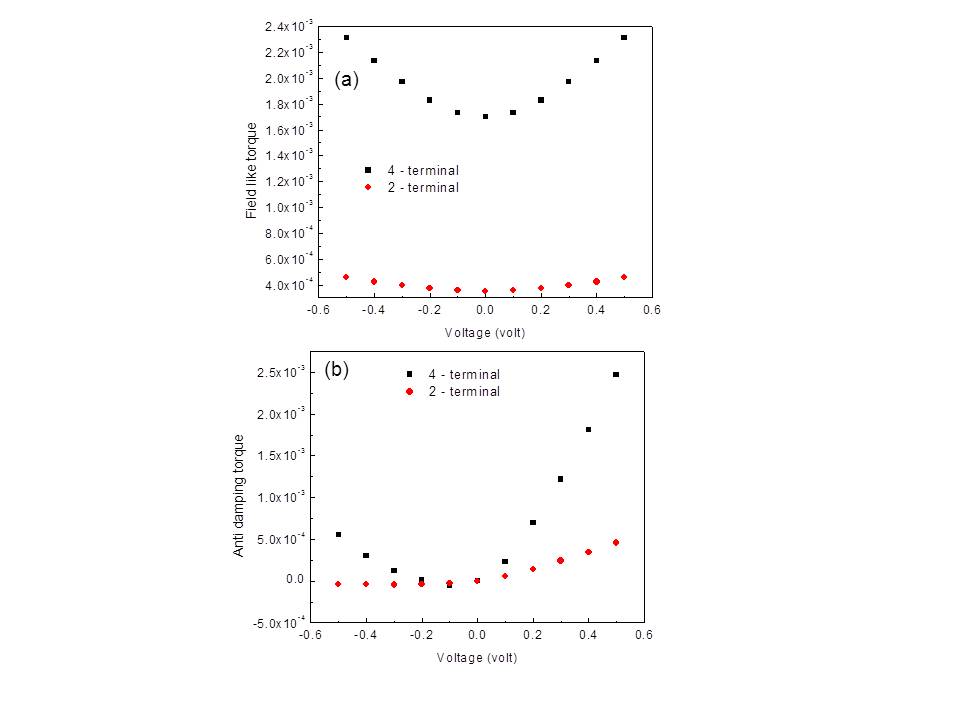 2.4x10-3
2.2x10-3
2.0x10-3
(a)
1.8x10-3
1.6x10-3
1.4x10-3
1.2x10-3
1.0x10-3
8.0x10-4
6.0x10-4
4.0x10-4
Field like torque
4 - terminal
2 - terminal
-0.6 -0.4 -0.2 0.0 0.2 0.4 0.6
Voltage (volt)
(b)
4 - terminal
2 - terminal
2.5x10-3
2.0x10-3
1.5x10-3
1.0x10-3
5.0x10-4
0.0
-5.0x10-4
Anti damping torque
-0.6 -0.4 -0.2 0.0 0.2 0.4 0.6
Voltage (volt)